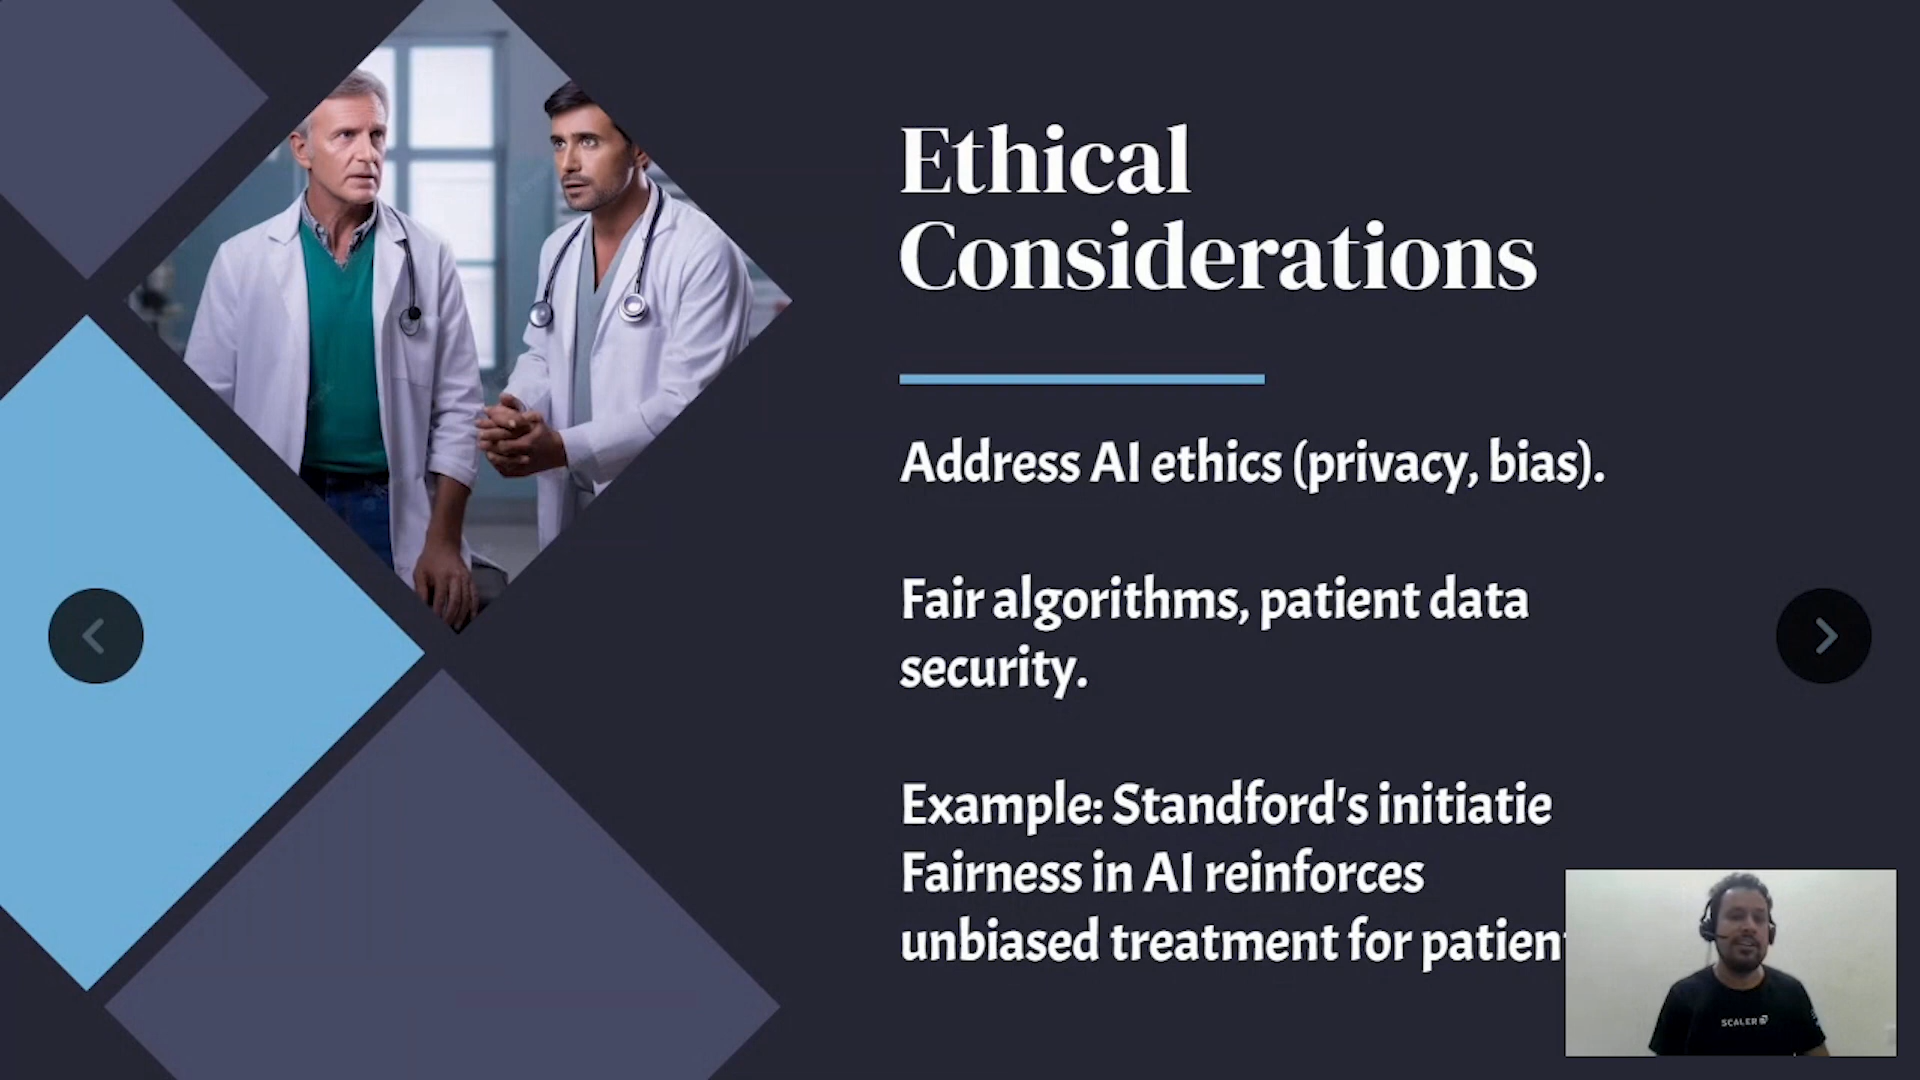 Ethical
Considerations
Address AI ethics (privacy, bias).
Fair algorithms, patient data
security.
Example: Standford's initiatie
Fairness in AI reinforces
unbiased treatment for patient
SCALER